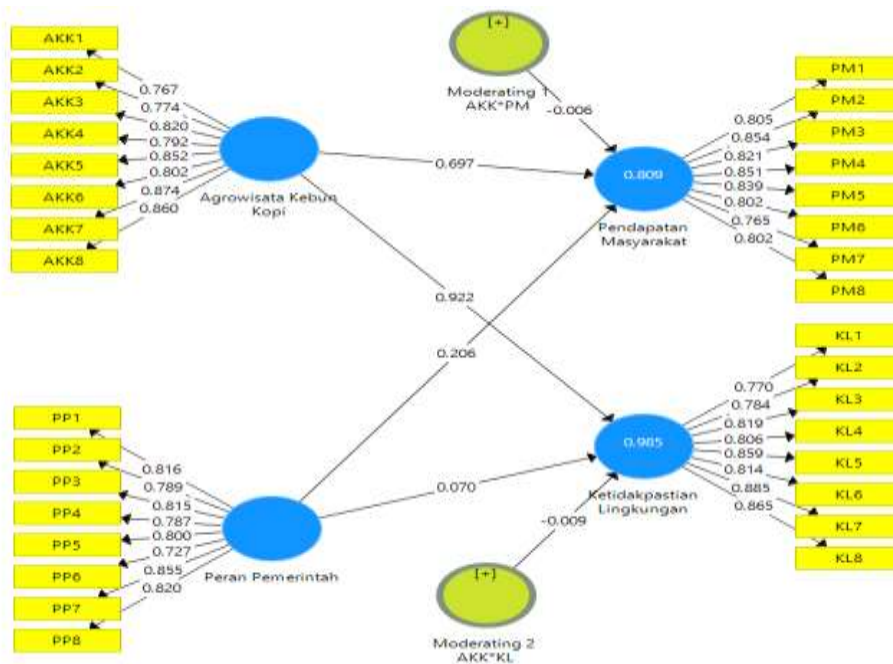 AKK1
AKK2
AKK3
AKK4
AKK5
AKK6
AKK7
AKK8
0.767
0.774
0.820
0.792
0.852
0.802
0.874
0.860
Agrowisata Kebun
Kopi
[+]
Moderating 1
AKK*PM
-0.006
0.697
0.809
Pendapatan
Masyarakat
0.805
0.854
0.821
0.851
0.839
0.802
0.765
0.802
PM1
PM2
PM3
PM4
PM5
PM6
PM7
PM8
0.922
0.206
PP1
PP2
PP3
PP4
PP5
PP6
PP7
PP8
0.816
0.789
0.815
0.787
0.800
0.727
0.855
0.820
Peran Pemerintah
0.070
0.985
Ketidakpastian
Lingkungan
-0.009
[+]
Moderating 2
AKK*KL
0.770
0.784
0.819
0.806
0.859
0.814
0.885
0.865
KL1
KL2
KL3
KL4
KL5
KL6
KL7
KL8